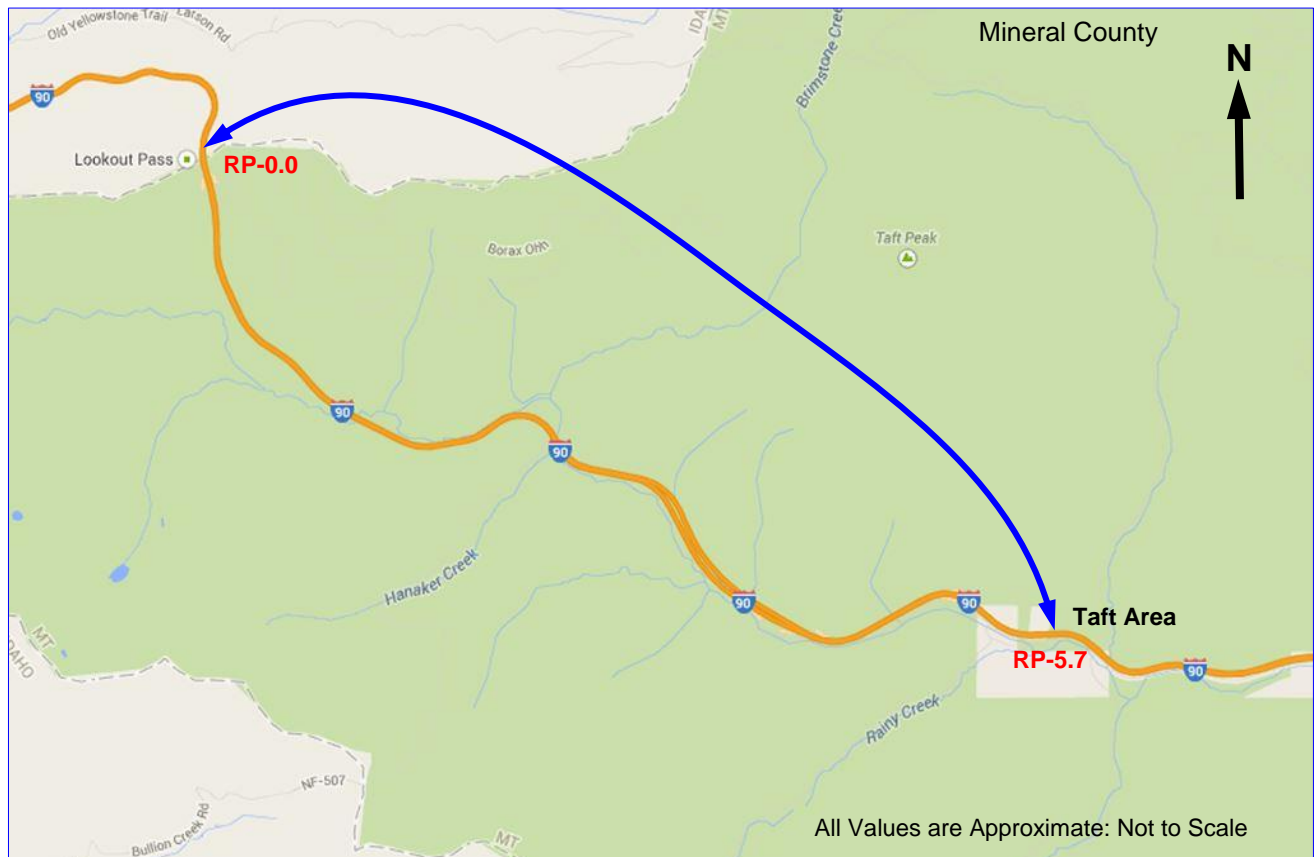 Old Yellowstone Trail
Larson Rd
IDAHO
MT
Mineral County
N
90
Brimstone Creek
Lookout Pass
RP-0.0
Taft Peak
Borax
90
90
Hanaker Creek
90
90
Taft Area
RP-5.7
90
MT
IDAHO
Rainy Creek
NF-507
Bullion Creek Rd
MT
All Values are Approximate: Not to Scale